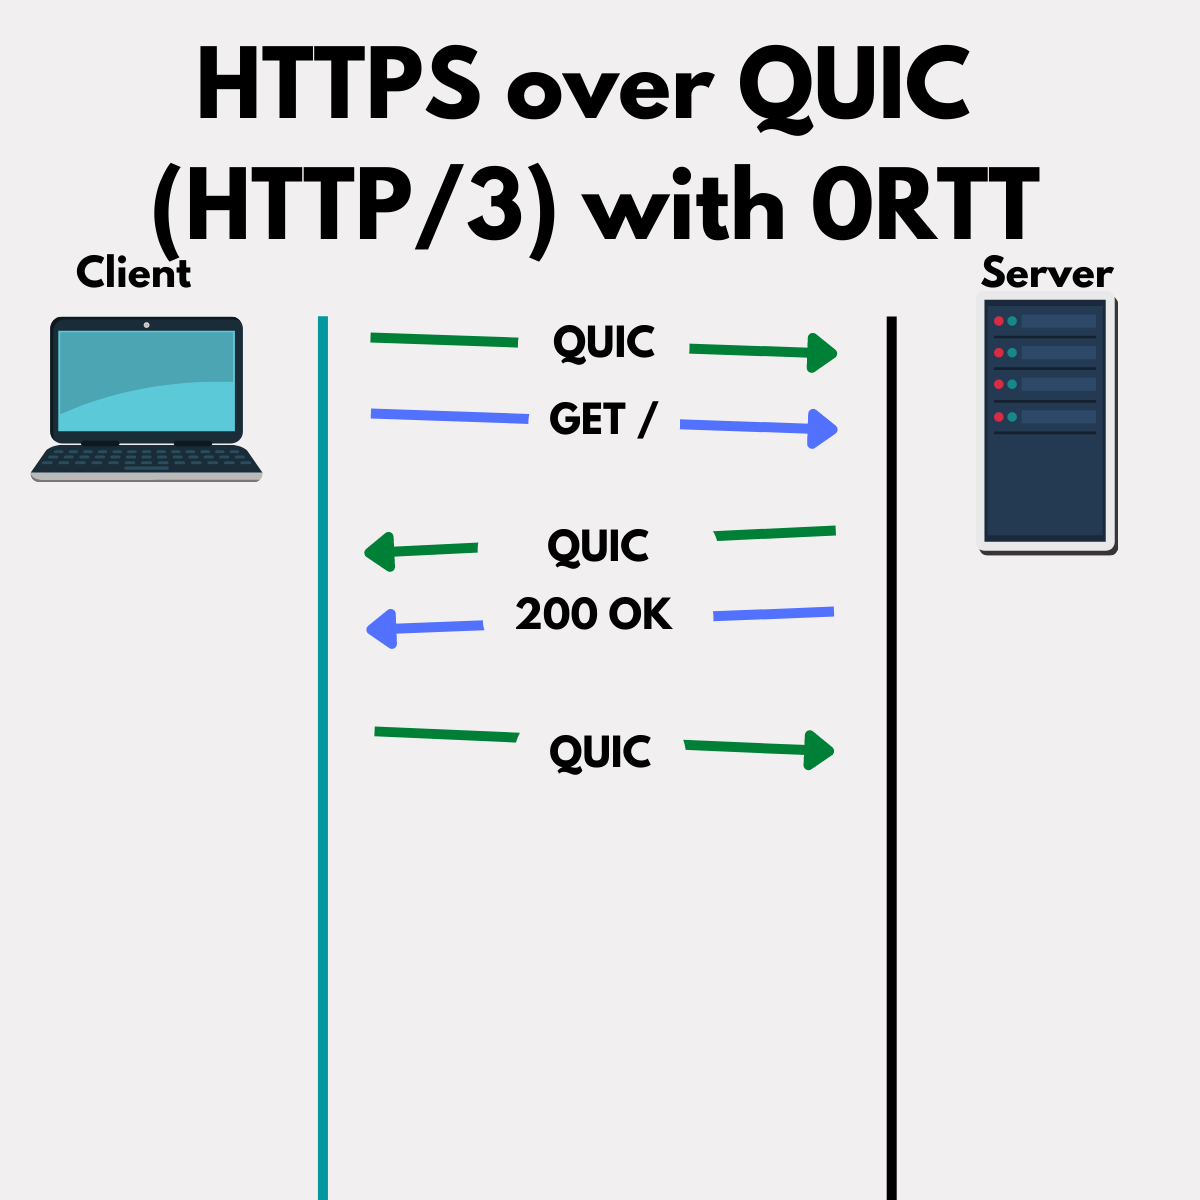 HTTPS over QUIC
(HTTP/3) with 0RTT
Client
Server
QUIC
GET /
QUIC
200 OK
QUIC